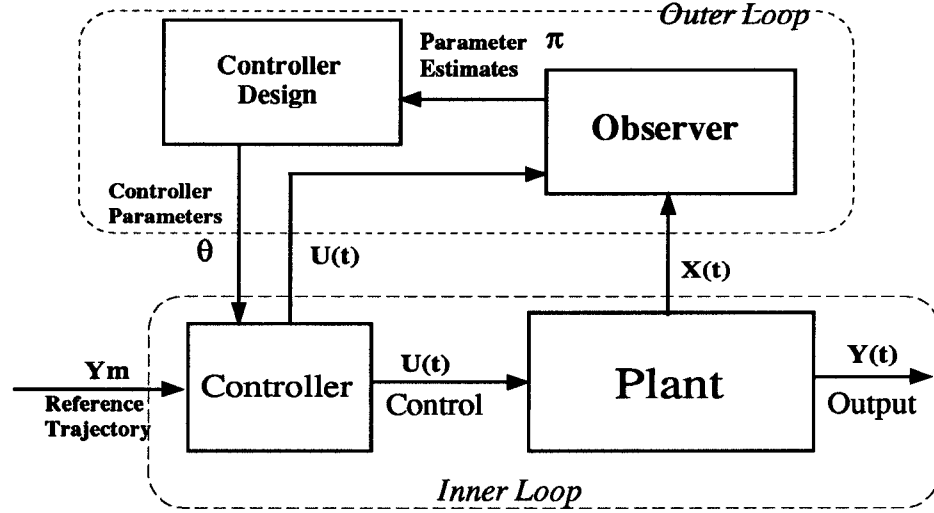 Outer Loop
Controller
Design
Parameter π
Estimates
Observer
Controller
Parameters
θ
U(t)
X(t)
Ym
Reference
Trajectory
Controller
U(t)
Control
Plant
Y(t)
Output
Inner Loop